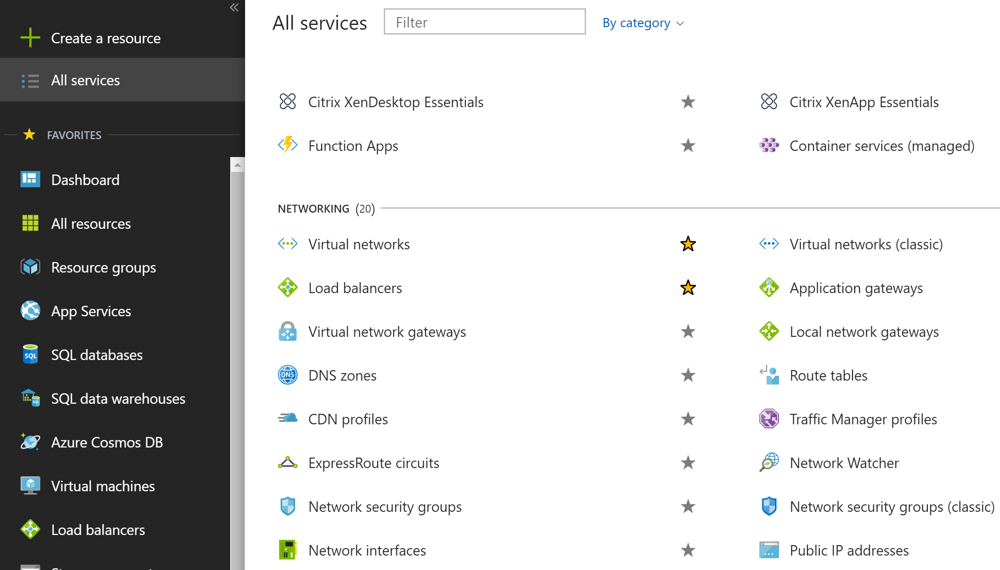 Create a resource
All services
FAVORITES
Dashboard
All resources
Resource groups
App Services
SQL
SQL databases
SQL
SQL data warehouses
Azure Cosmos DB
Virtual machines
Load balancers
All services
Filter
By category
Citrix XenDesktop Essentials
Citrix XenApp Essentials
Function Apps
Container services (managed)
NETWORKING (20)
Virtual networks
Virtual networks (classic)
Load balancers
Application gateways
Virtual network gateways
Local network gateways
DNS
DNS zones
Route tables
CDN profiles
Traffic Manager profiles
ExpressRoute circuits
Network Watcher
Network security groups
Network security groups (classic)
Network interfaces
Public IP addresses